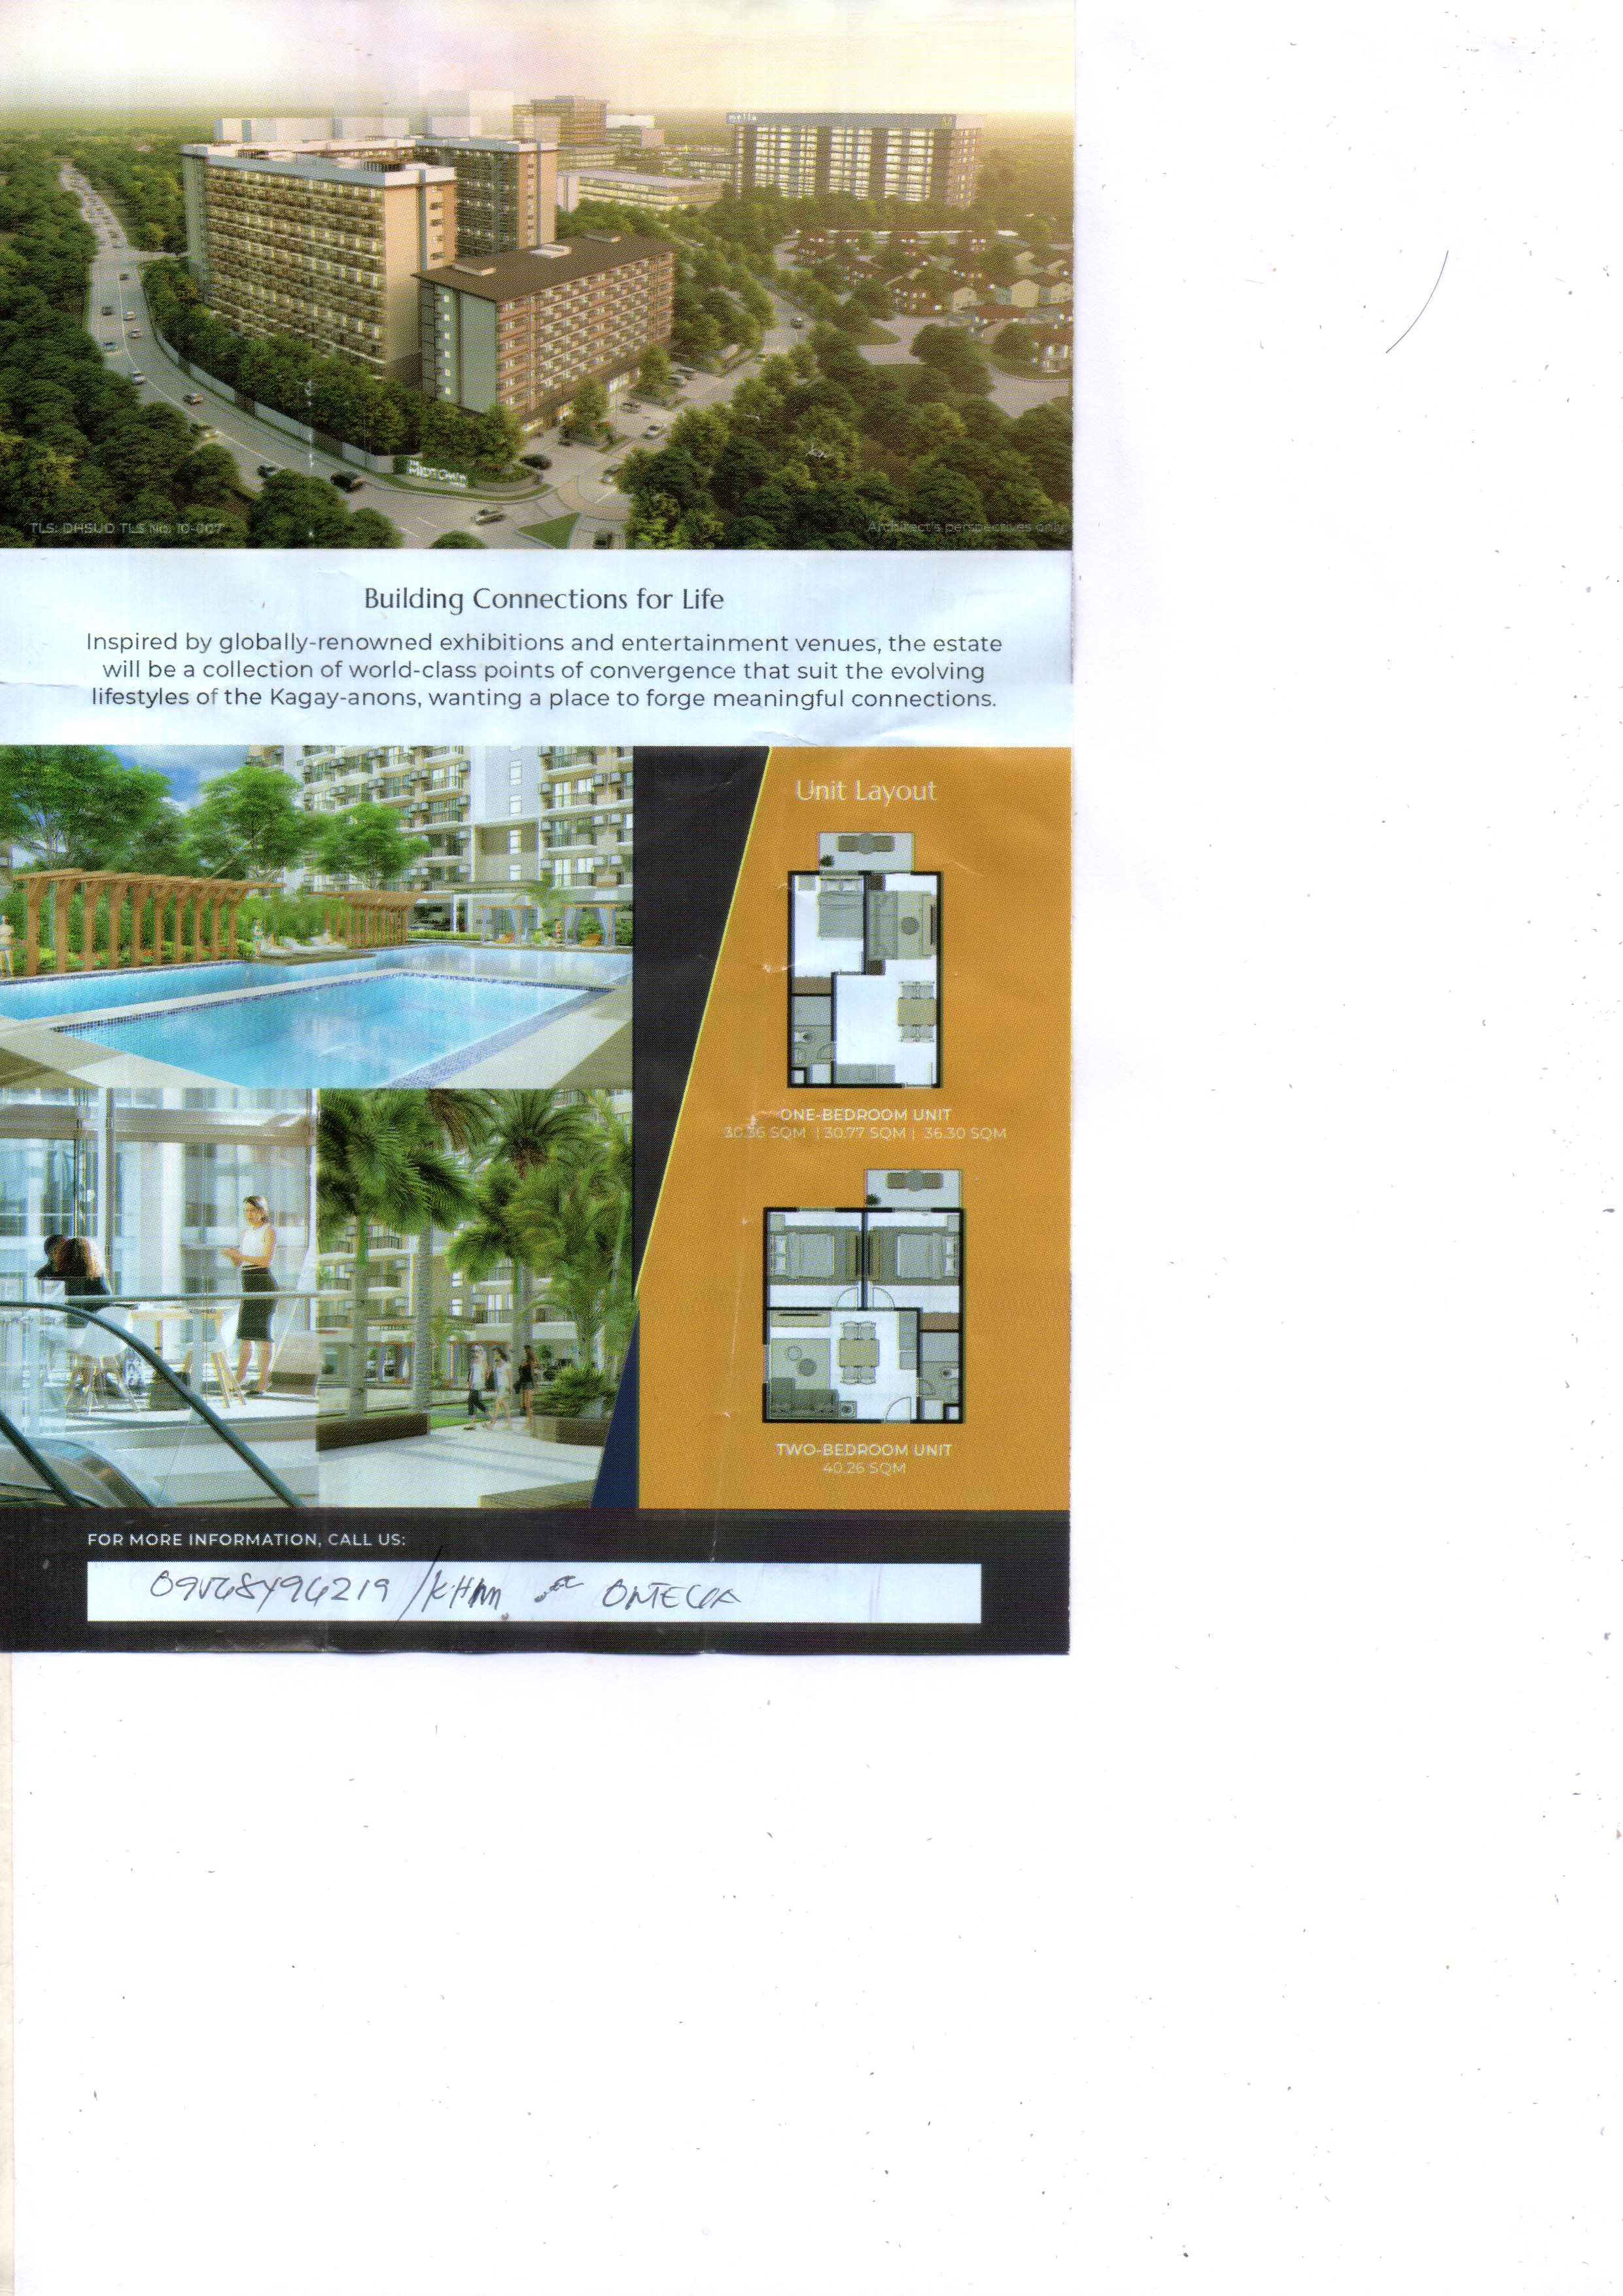 TLS: DHSUD TLS No. 10-007
Architect's perspectives only
Building Connections for Life
Inspired by globally-renowned exhibitions and entertainment venues, the estate
will be a collection of world-class points of convergence that suit the evolving
lifestyles of the Kagay-anons, wanting a place to forge meaningful connections.
Unit Layout
ONE-BEDROOM UNIT
30.36 SQM | 30.77 SQM | 36.30 SQM
TWO-BEDROOM UNIT
40.26 SQM
FOR MORE INFORMATION, CALL US: